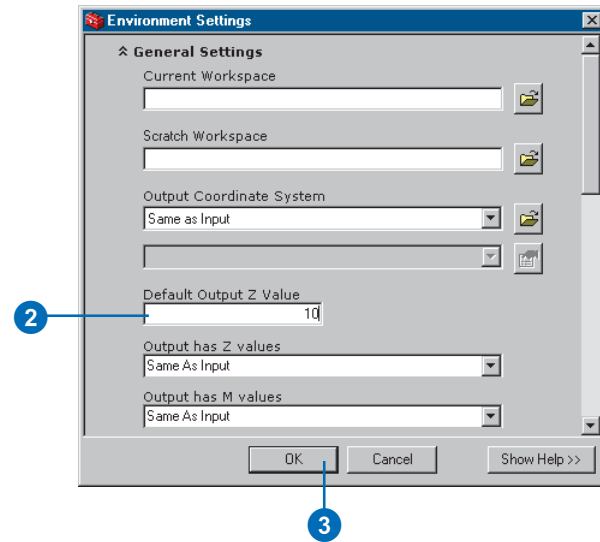 Environment Settings
General Settings
Current Workspace
Scratch Workspace
Output Coordinate System
Same as Input
Default Output Z Value
2
10
Output has Z values
Same As Input
Output has M values
Same As Input
OK Cancel Show Help >>
3